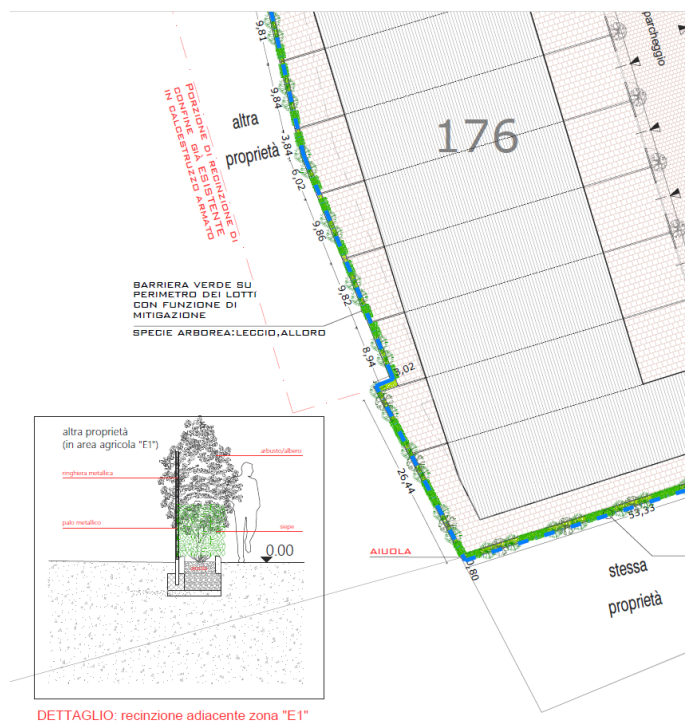 9,81
9,84
3,84
6,02
9,86
9,82
8,94
3,02
26,44
53,33
0,80
altra
proprietà
PORZIONE DI RECINZIONE DI
CONFINE GIÀ ESISTENTE
IN CALCESTRUZZO ARMATO
176
parcheggio
BARRIERA VERDE SU
PERIMETRO DEI LOTTI
CON FUNZIONE DI
MITIGAZIONE
SPECIE ARBOREA:LECCIO,ALLORO
altra proprietà
(in area agricola "E1")
arbusto/albero
ringhiera metallica
palo metallico
siepe
0.00
AIUOLA
stessa
proprietà
DETTAGLIO: recinzione adiacente zona "E1"